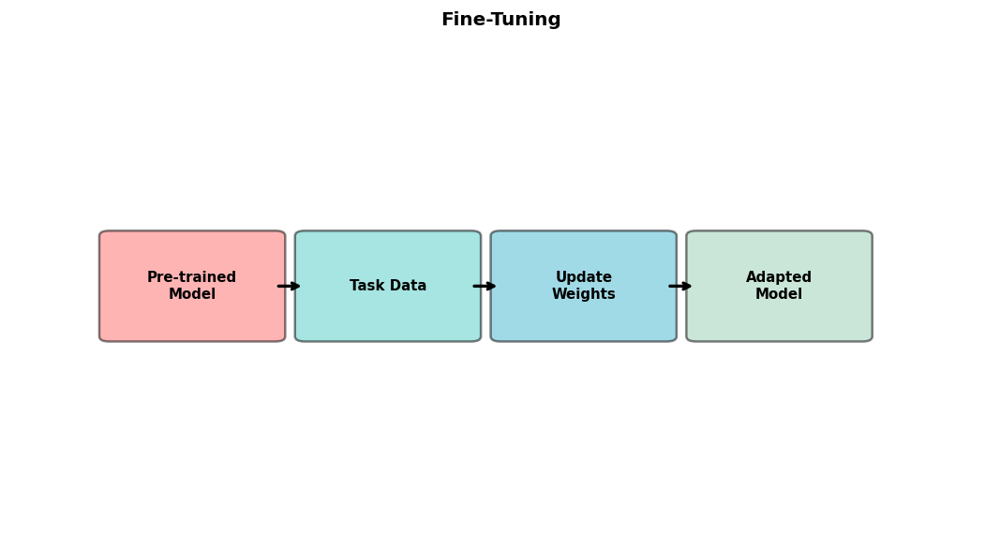 Fine-Tuning
Pre-trained
Model
Task Data
Update
Weights
Adapted
Model